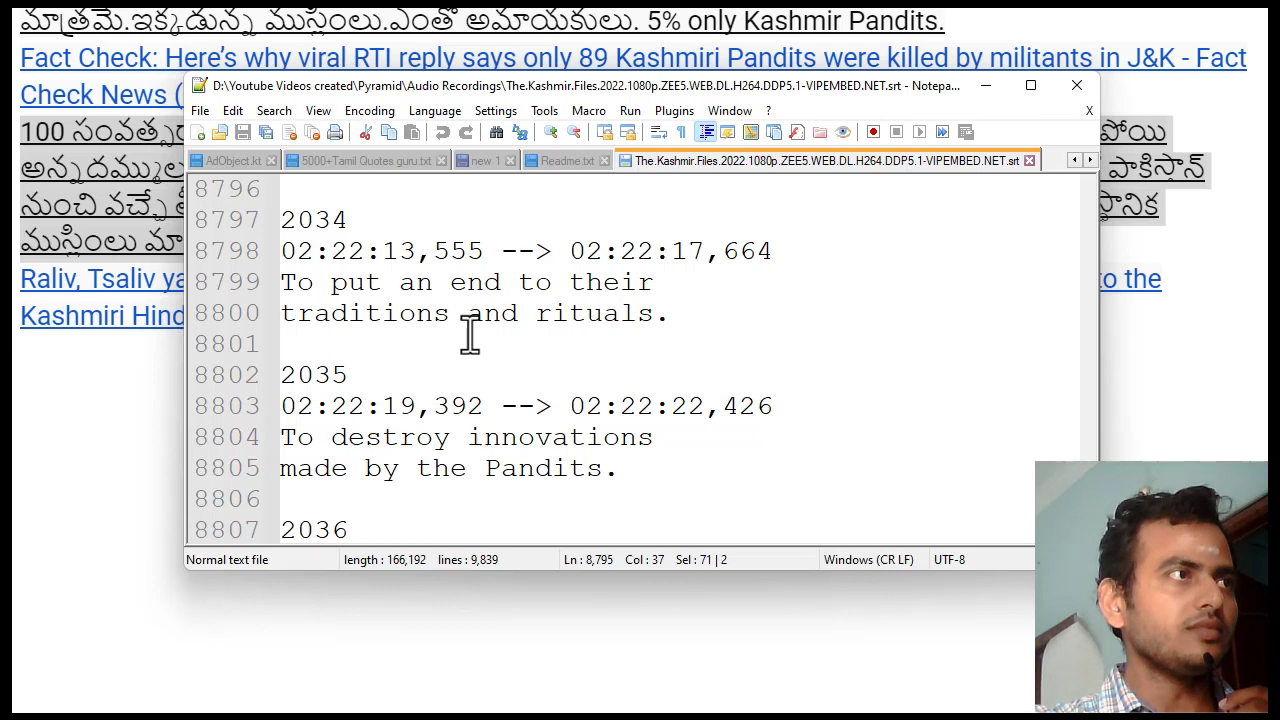 మాత్రమే.ఇక్కడున్న ముస్లింలు.ఎంతో అమాయకులు. 5% only Kashmir Pandits.
Fact Check: Here's why viral RTI reply says only 89 Kashmiri Pandits were killed by militants in J&K - Fact
Check News (
D:\Youtube Videos created\Pyramid\Audio Recordings\The.Kashmir.Files.2022.1080p.ZEE5.WEB.DL.H264.DDP5.1-VIPEMBED.NET.srt - Notepa...
100 సంవత్సర
పోయి
File Edit Search View Encoding Language Settings Tools Macro Run Plugins Window ? X
అన్నదమ్ముల
పాకిస్తాన్
AdObject.kt 5000+Tamil Quotes guru.txt new 1 Readme.txt The.Kashmir.Files.2022.1080p.ZEE5.WEB.DL.H264.DDP5.1-VIPEMBED.NET.srt
నుంచి వచ్చే
స్థానిక
8796
8797 2034
ముస్లింలు మా
8798 02:22:13,555 --> 02:22:17,664
Raliv, Tsaliv ya
to the
8799 To put an end to their
Kashmiri Hind
8800 traditions and rituals.
8801
8802 2035
8803 02:22:19,392 --> 02:22:22,426
8804 To destroy innovations
8805 made by the Pandits.
8806
8807 2036
Normal text file length : 166,192 lines : 9,839 Ln : 8,795 Col : 37 Sel : 71 | 2 Windows (CR LF) UTF-8